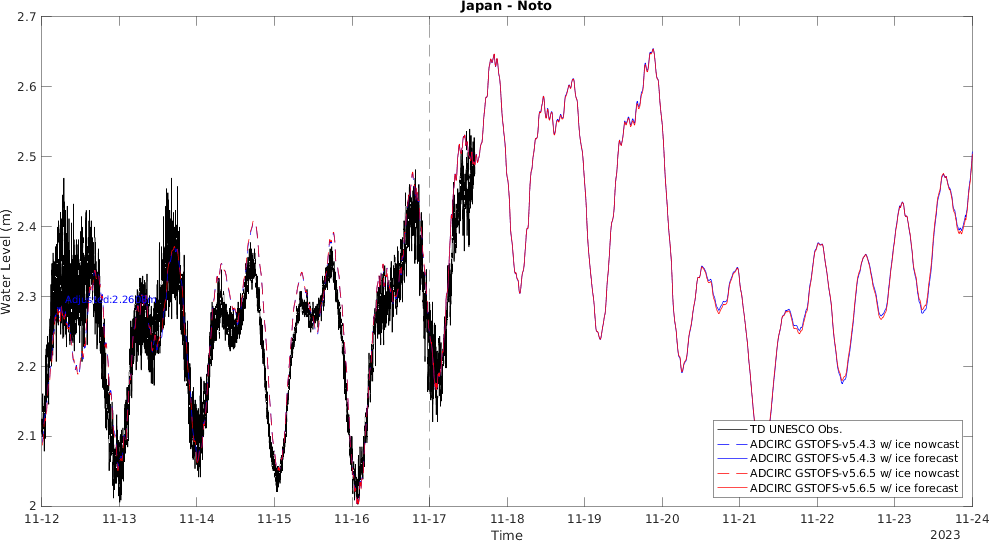 Japan - Noto
2.7
2.6
2.5
2.4
2.3
2.2
2.1
2
Water Level (m)
TD UNESCO Obs.
ADCIRC GSTOFS-v5.4.3 w/ ice nowcast
ADCIRC GSTOFS-v5.4.3 w/ ice forecast
ADCIRC GSTOFS-v5.6.5 w/ ice nowcast
ADCIRC GSTOFS-v5.6.5 w/ ice forecast
11-12 11-13 11-14 11-15 11-16 11-17 11-18 11-19 11-20 11-21 11-22 11-23 11-24
Time
2023